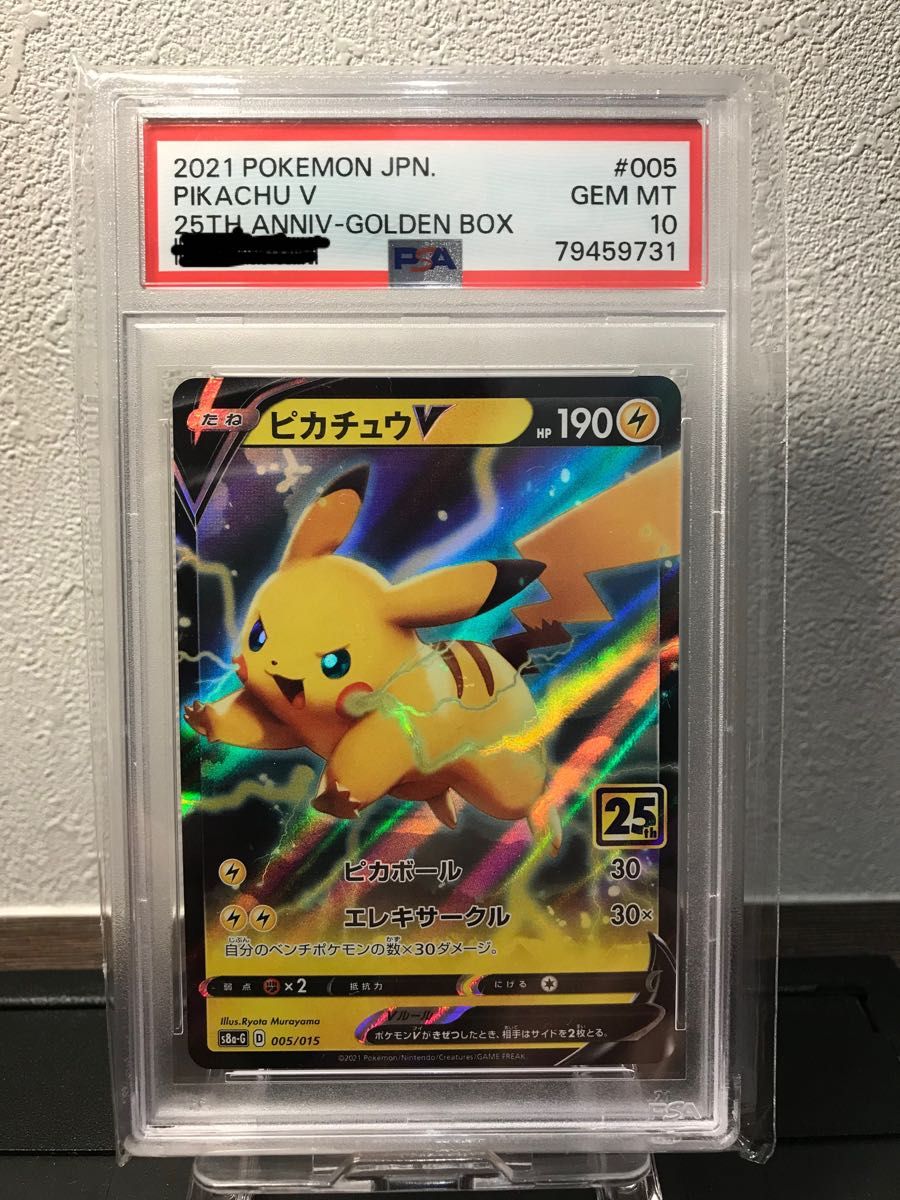 2021 POKEMON JPN. #005
PIKACHU V GEM MT
25TH ANNIV-GOLDEN BOX 10
PSA 79459731
たね ピカチュウV HP 190
25th
ピカボール 30
エレキサークル 30×
自分のベンチポケモンの数×30ダメージ。
弱点 ×2 抵抗力 にげる
Vルール
ポケモンVがきぜつしたとき、相手はサイドを2枚とる。
Illus.Ryota Murayama
s8a-G D 005/015
©2021 Pokémon/Nintendo/Creatures/GAME FREAK.
PSA